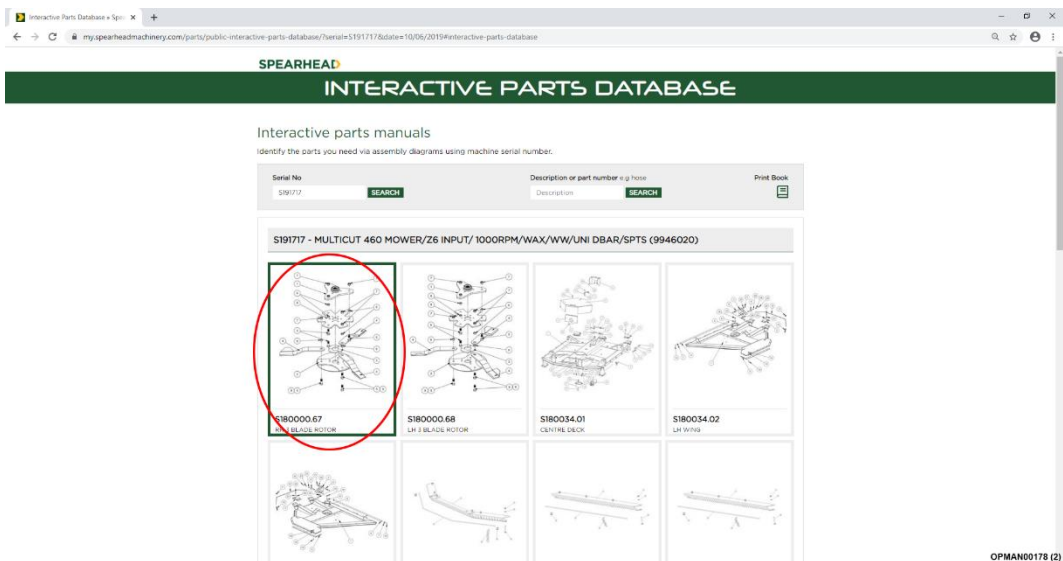 Interactive Parts Database » Spe
my.spearheadmachinery.com/parts/public-interactive-parts-database/?serial=S191717&date=10/06/2019#interactive-parts-database
SPEARHEAD
INTERACTIVE PARTS DATABASE
Interactive parts manuals
Identify the parts you need via assembly diagrams using machine serial number.
Serial No
Description or part number e.g hose
Print Book
S191717
SEARCH
Description
SEARCH
S191717 - MULTICUT 460 MOWER/Z6 INPUT/ 1000RPM/WAX/WW/UNI DBAR/SPTS (9946020)
S180000.67
RH 3 BLADE ROTOR
S180000.68
LH 3 BLADE ROTOR
S180034.01
CENTRE DECK
S180034.02
LH WING
OPMAN00178 (2)